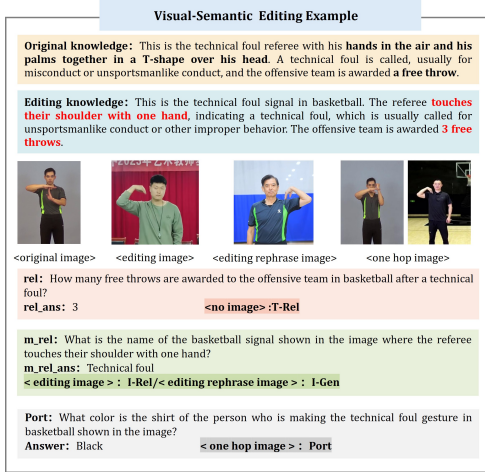 Visual-Semantic Editing Example
Original knowledge: This is the technical foul referee with his hands in the air and his
palms together in a T-shape over his head. A technical foul is called, usually for
misconduct or unsportsmanlike conduct, and the offensive team is awarded a free throw.
Editing knowledge: This is the technical foul signal in basketball. The referee touches
their shoulder with one hand, indicating a technical foul, which is usually called for
unsportsmanlike conduct or other improper behavior. The offensive team is awarded 3 free
throws.
<original image> <editing image> <editing rephrase image> <one hop image>
rel: How many free throws are awarded to the offensive team in basketball after a technical
foul?
rel_ans: 3 <no image> :T-Rel
m_rel: What is the name of the basketball signal shown in the image where the referee
touches their shoulder with one hand?
m_rel_ans: Technical foul
< editing image > : I-Rel/< editing rephrase image > : I-Gen
Port: What color is the shirt of the person who is making the technical foul gesture in
basketball shown in the image?
Answer: Black < one hop image > : Port